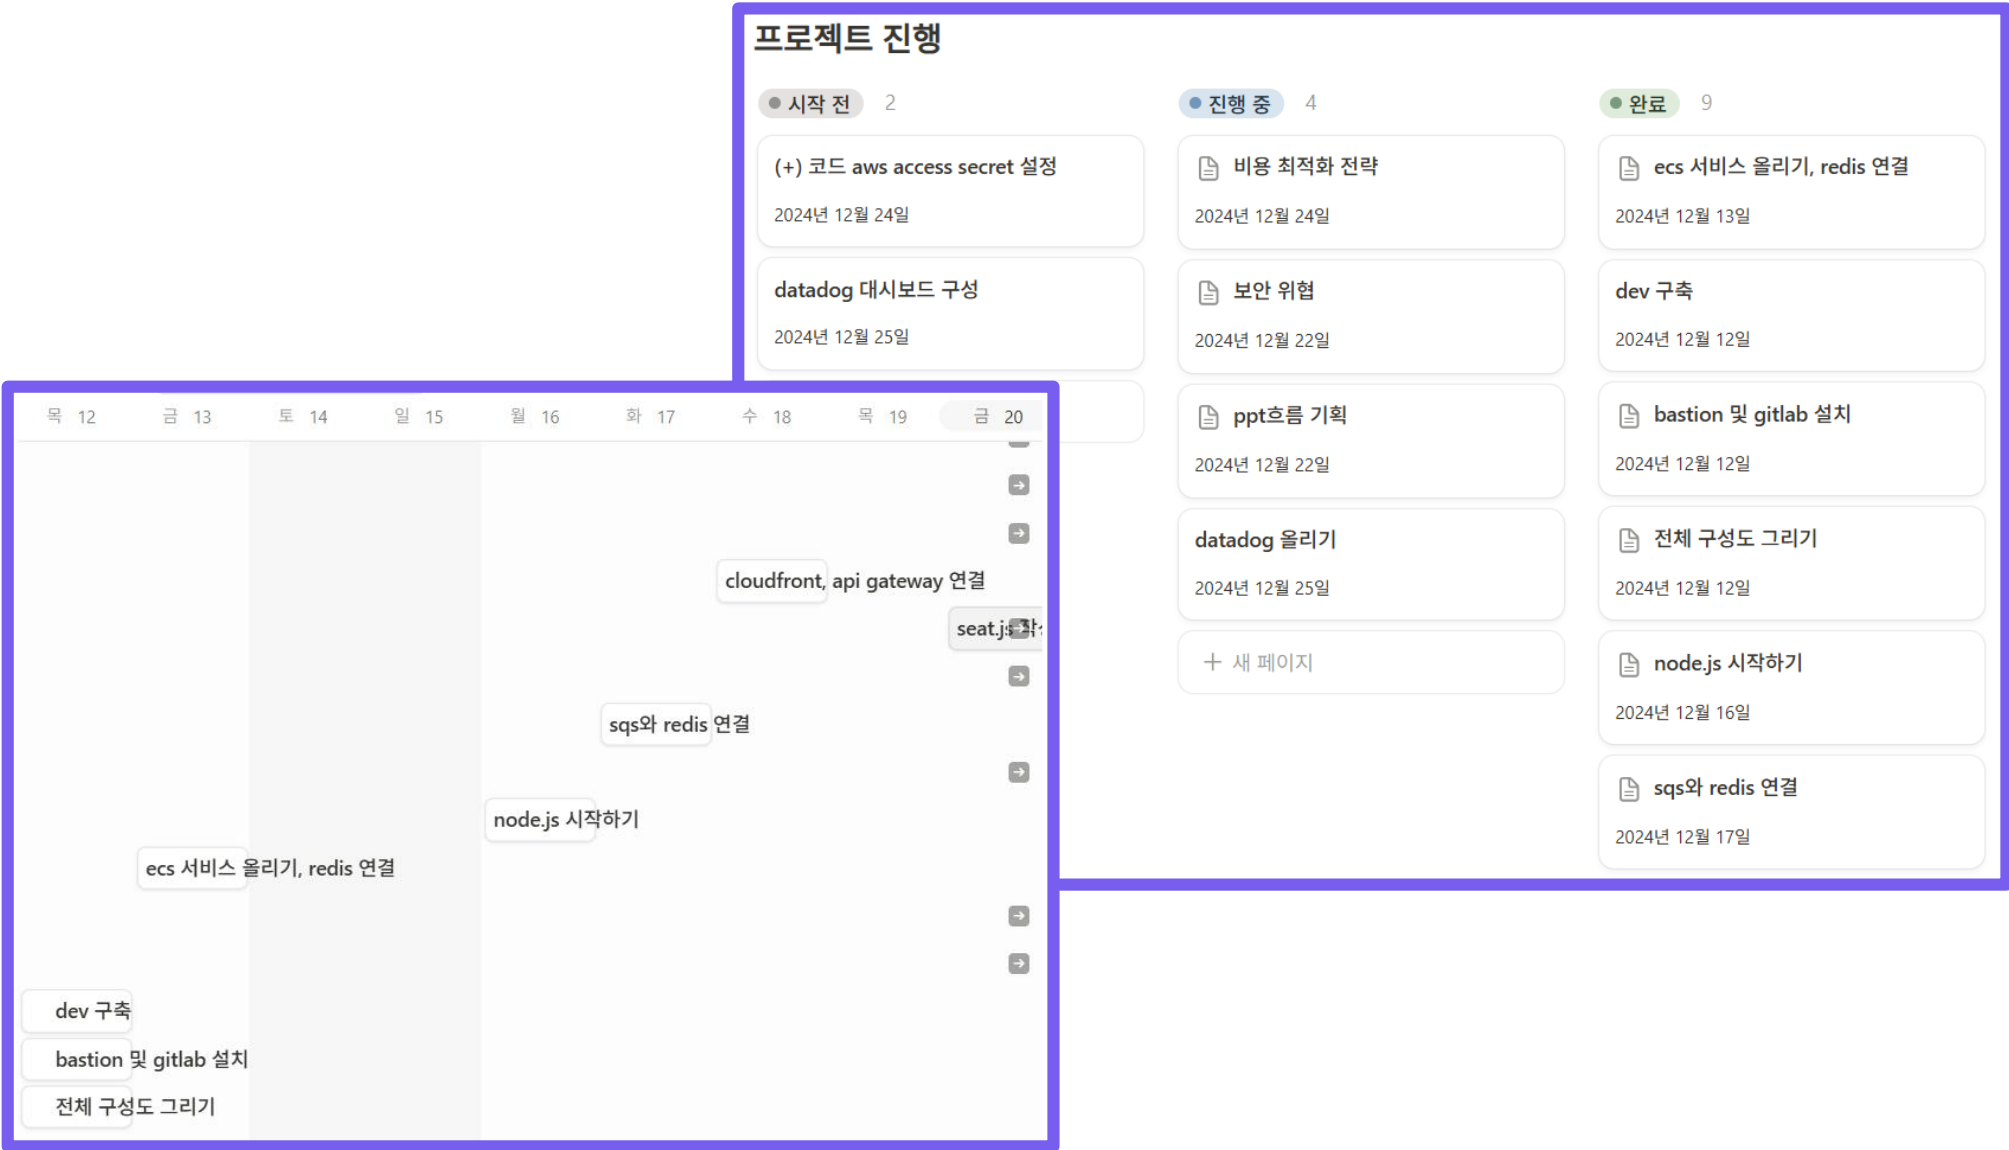 프로젝트 진행
시작 전 2
(+) 코드 aws access secret 설정
2024년 12월 24일
datadog 대시보드 구성
2024년 12월 25일
진행 중 4
비용 최적화 전략
2024년 12월 24일
보안 위협
2024년 12월 22일
ppt흐름 기획
2024년 12월 22일
datadog 올리기
2024년 12월 25일
+ 새 페이지
완료 9
ecs 서비스 올리기, redis 연결
2024년 12월 13일
dev 구축
2024년 12월 12일
bastion 및 gitlab 설치
2024년 12월 12일
전체 구성도 그리기
2024년 12월 12일
node.js 시작하기
2024년 12월 16일
sqs와 redis 연결
2024년 12월 17일
목 12 금 13 토 14 일 15 월 16 화 17 수 18 목 19 금 20
cloudfront, api gateway 연결
seat.js
sqs와 redis 연결
node.js 시작하기
ecs 서비스 올리기, redis 연결
dev 구축
bastion 및 gitlab 설치
전체 구성도 그리기